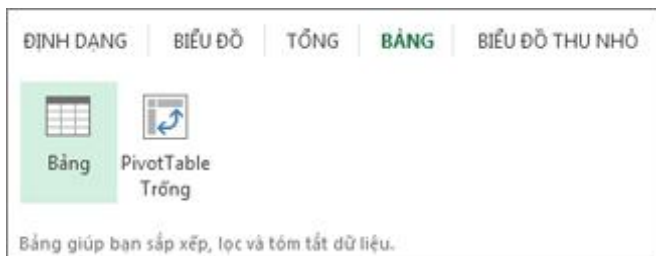 ĐỊNH DẠNG BIỂU ĐỒ TỔNG BẢNG BIỂU ĐỒ THU NHỎ
Bảng PivotTable
Trống
Bảng giúp bạn sắp xếp, lọc và tóm tắt dữ liệu.